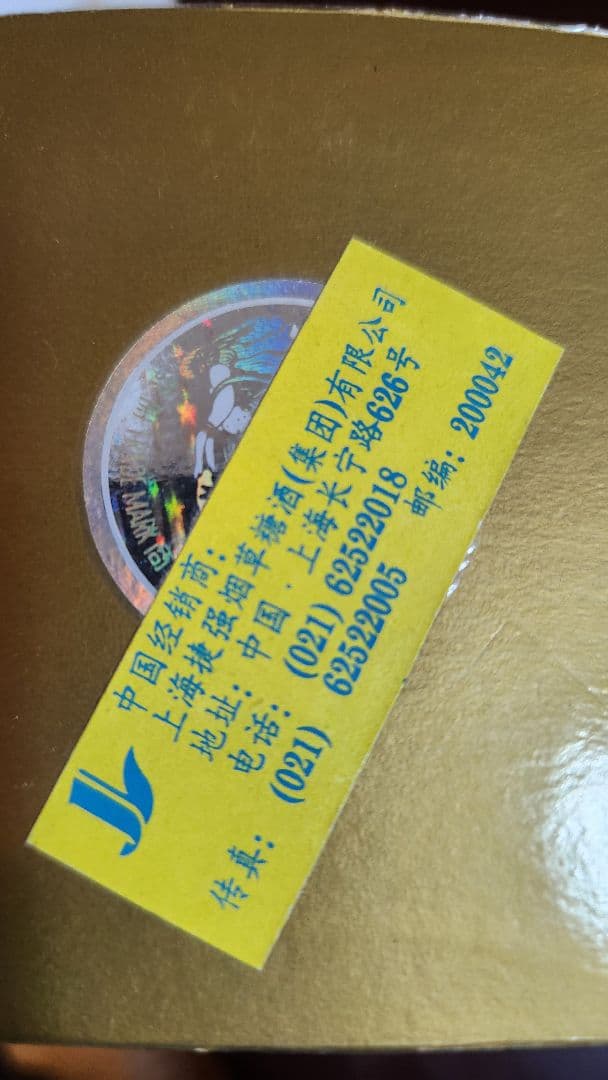 中国经销商:
上海捷强烟草糖酒(集团)有限公司
地址: 中国·上海长宁路626号
电话: (021) 62522018
传真: (021) 62522005 邮编: 200042
JL
MARK